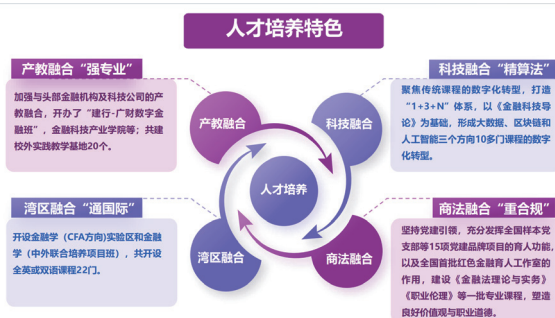 人才培养特色
产教融合“强专业”
加强与头部金融机构及科技公司的产
教融合，开办了“建行-广财数字金
融班”，金融科技产业学院等；共建
校外实践教学基地20个。
科技融合“精算法”
聚焦传统课程的数字化转型，打造
“1+3+N”体系，以《金融科技导
论》为基础，形成大数据、区块链和
人工智能三个方向10多门课程的数字
化转型。
产教融合
科技融合
人才培养
湾区融合
商法融合
湾区融合“通国际”
开设金融学（CFA方向)实验区和金融
学（中外联合培养项目班），共开设
全英或双语课程22门。
商法融合“重合规”
坚持党建引领，充分发挥全国样本党
支部等15项党建品牌项目的育人功能，
以及全国首批红色金融育人工作室的
作用，建设《金融法理论与实务》
《职业伦理》等一批专业课程，塑造
良好价值观与职业道德。